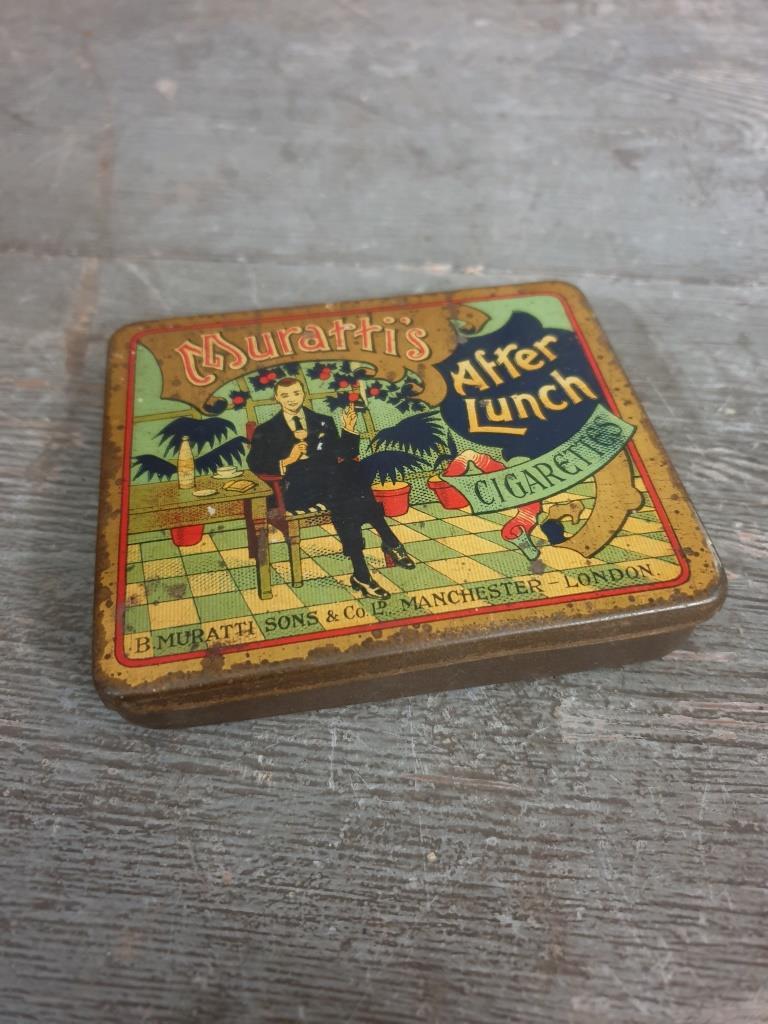 Muratti's
After
Lunch
CIGARETTES
B. MURATTI SONS & Co. LD. MANCHESTER - LONDON.